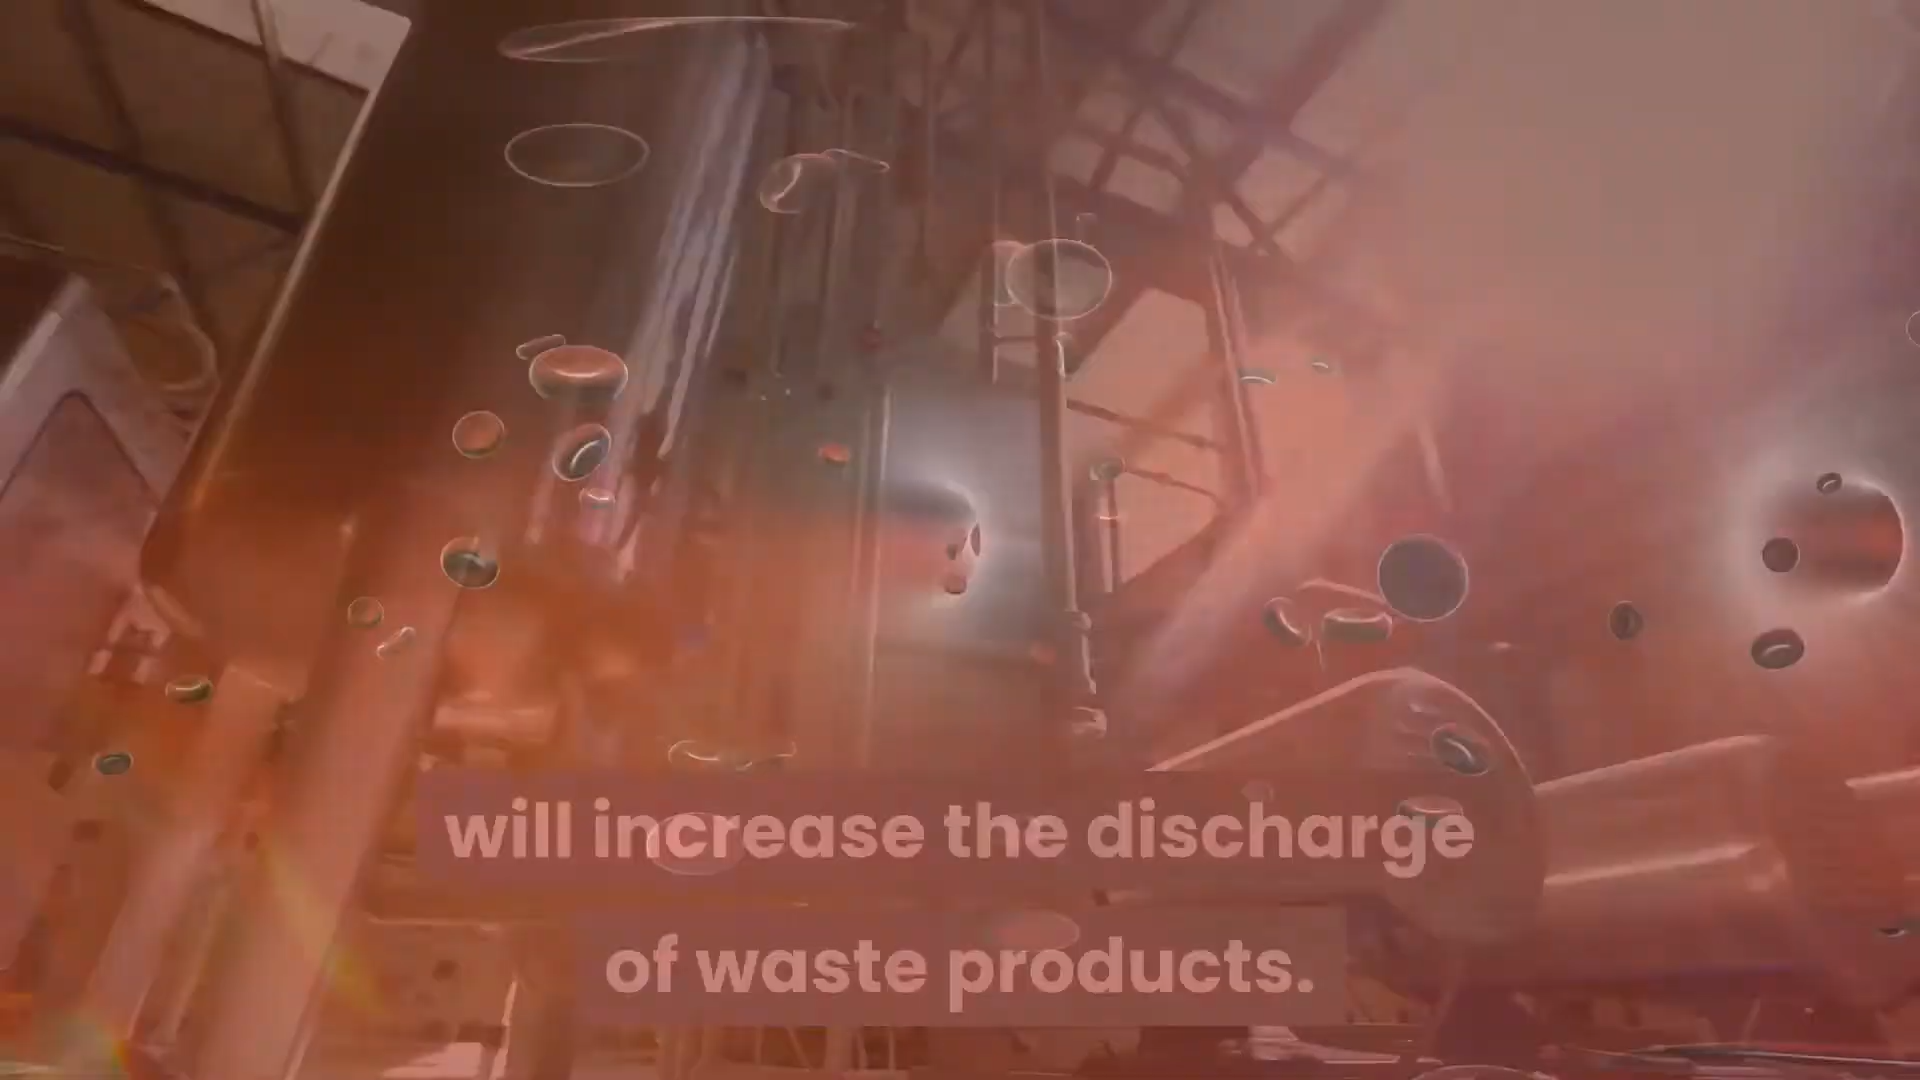 will increase the discharge
of waste products.